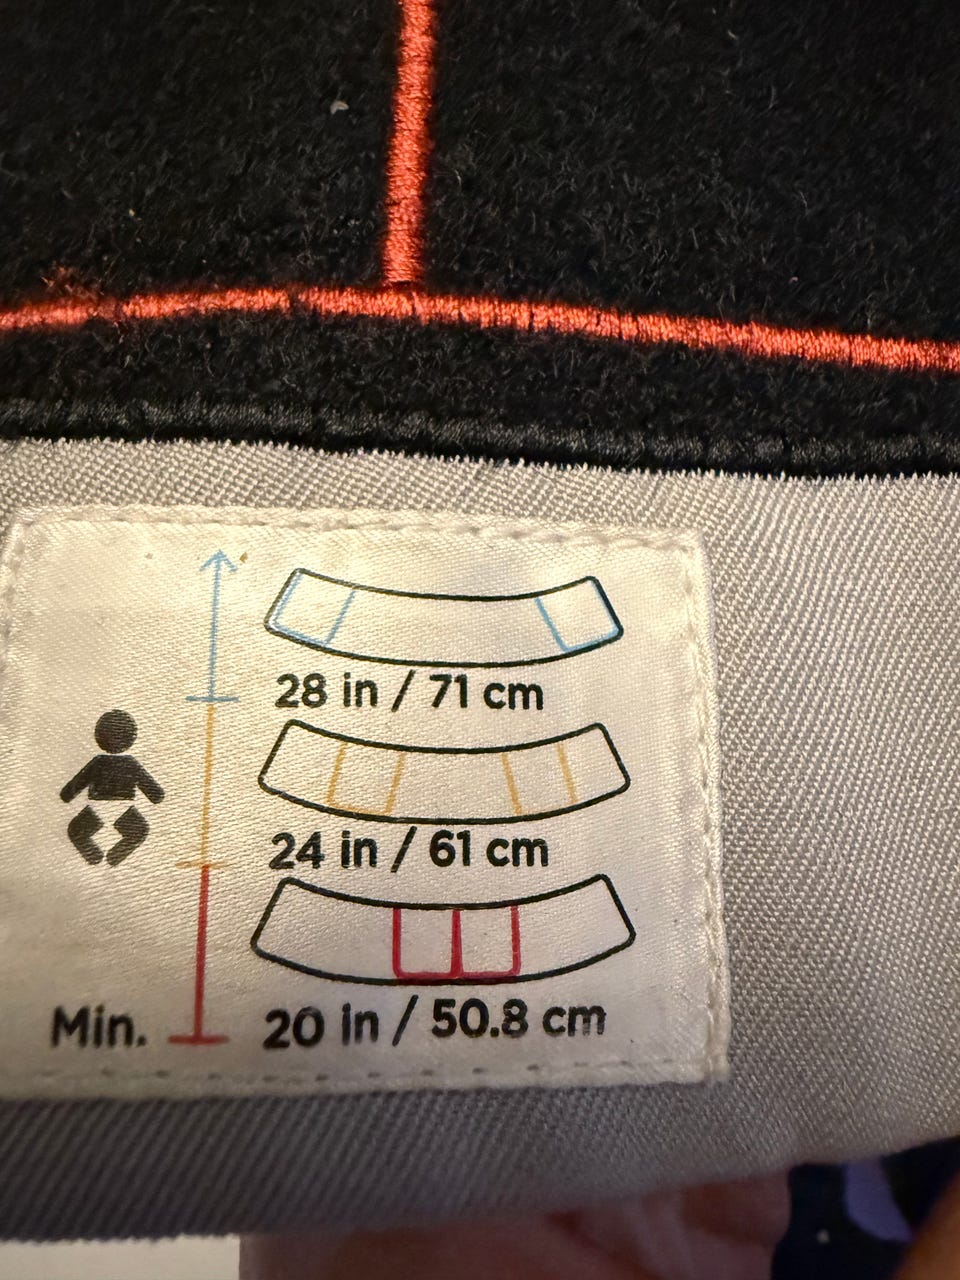 28 in / 71 cm
24 in / 61 cm
Min. 20 in / 50.8 cm